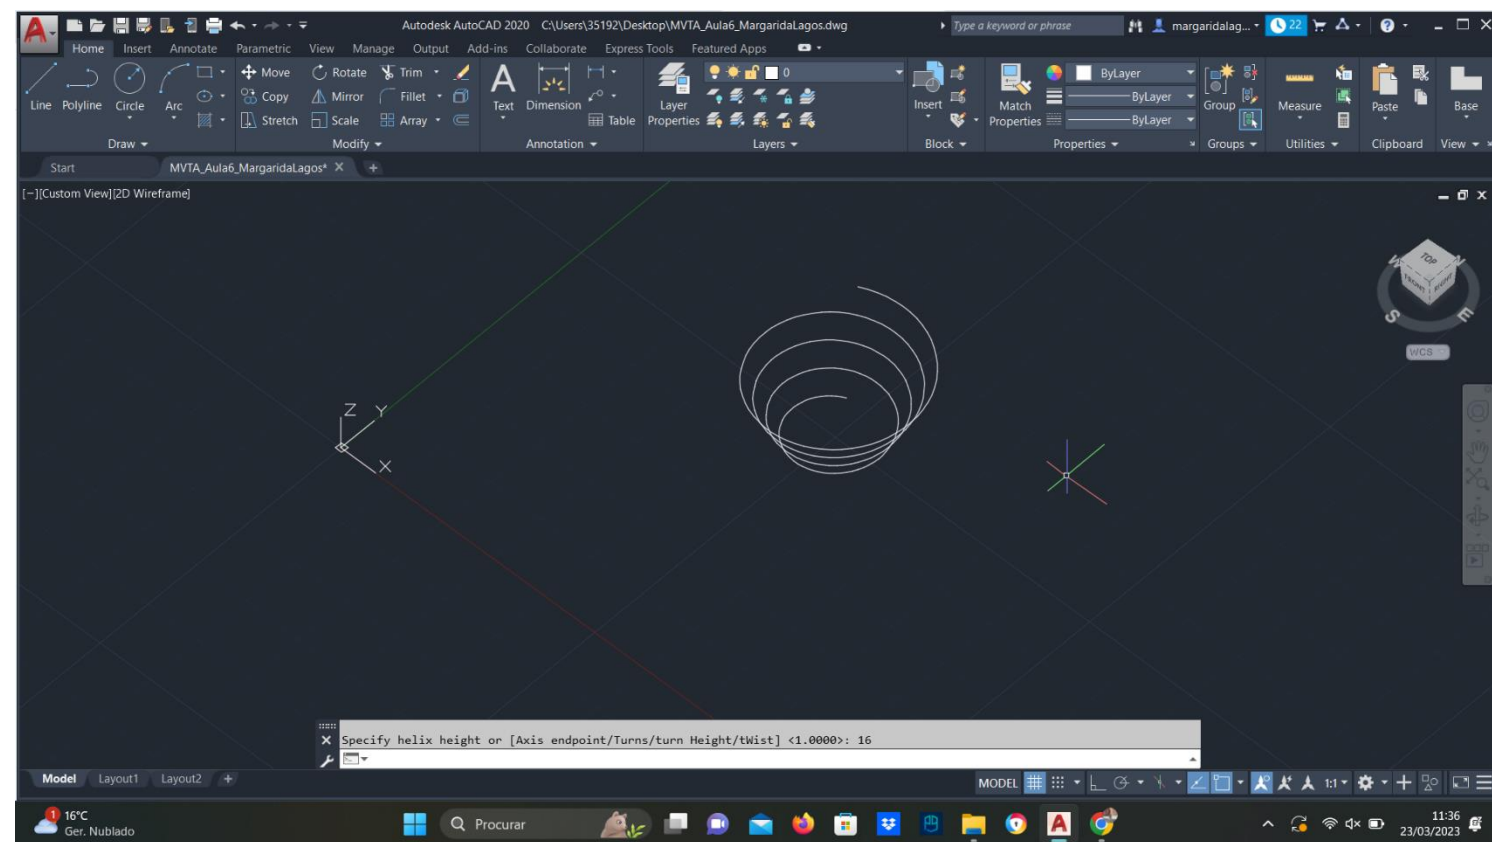 Autodesk AutoCAD 2020 C:\Users\35192\Desktop\MVTA_Aula6_MargaridaLagos.dwg
Type a keyword or phrase
margaridalag...
22
Home Insert Annotate Parametric View Manage Output Add-ins Collaborate Express Tools Featured Apps
Move Rotate Trim
0
ByLayer
Line Polyline Circle Arc
Copy Mirror Fillet
Text Dimension
Layer Properties
Insert
Match Properties
ByLayer
Group
Measure
Paste
Base
Stretch Scale Array
Table
ByLayer
Draw Modify Annotation Layers Block Properties Groups Utilities Clipboard View
Start MVTA_Aula6_MargaridaLagos* +
[−][Custom View][2D Wireframe]
TOP
FRONT
RIGHT
W N
S E
WCS
Z Y
X
Specify helix height or [Axis endpoint/Turns/turn Height/tWist] <1.0000>: 16
Model Layout1 Layout2 +
MODEL 1:1
1
16°C
Ger. Nublado
Procurar
11:36
23/03/2023